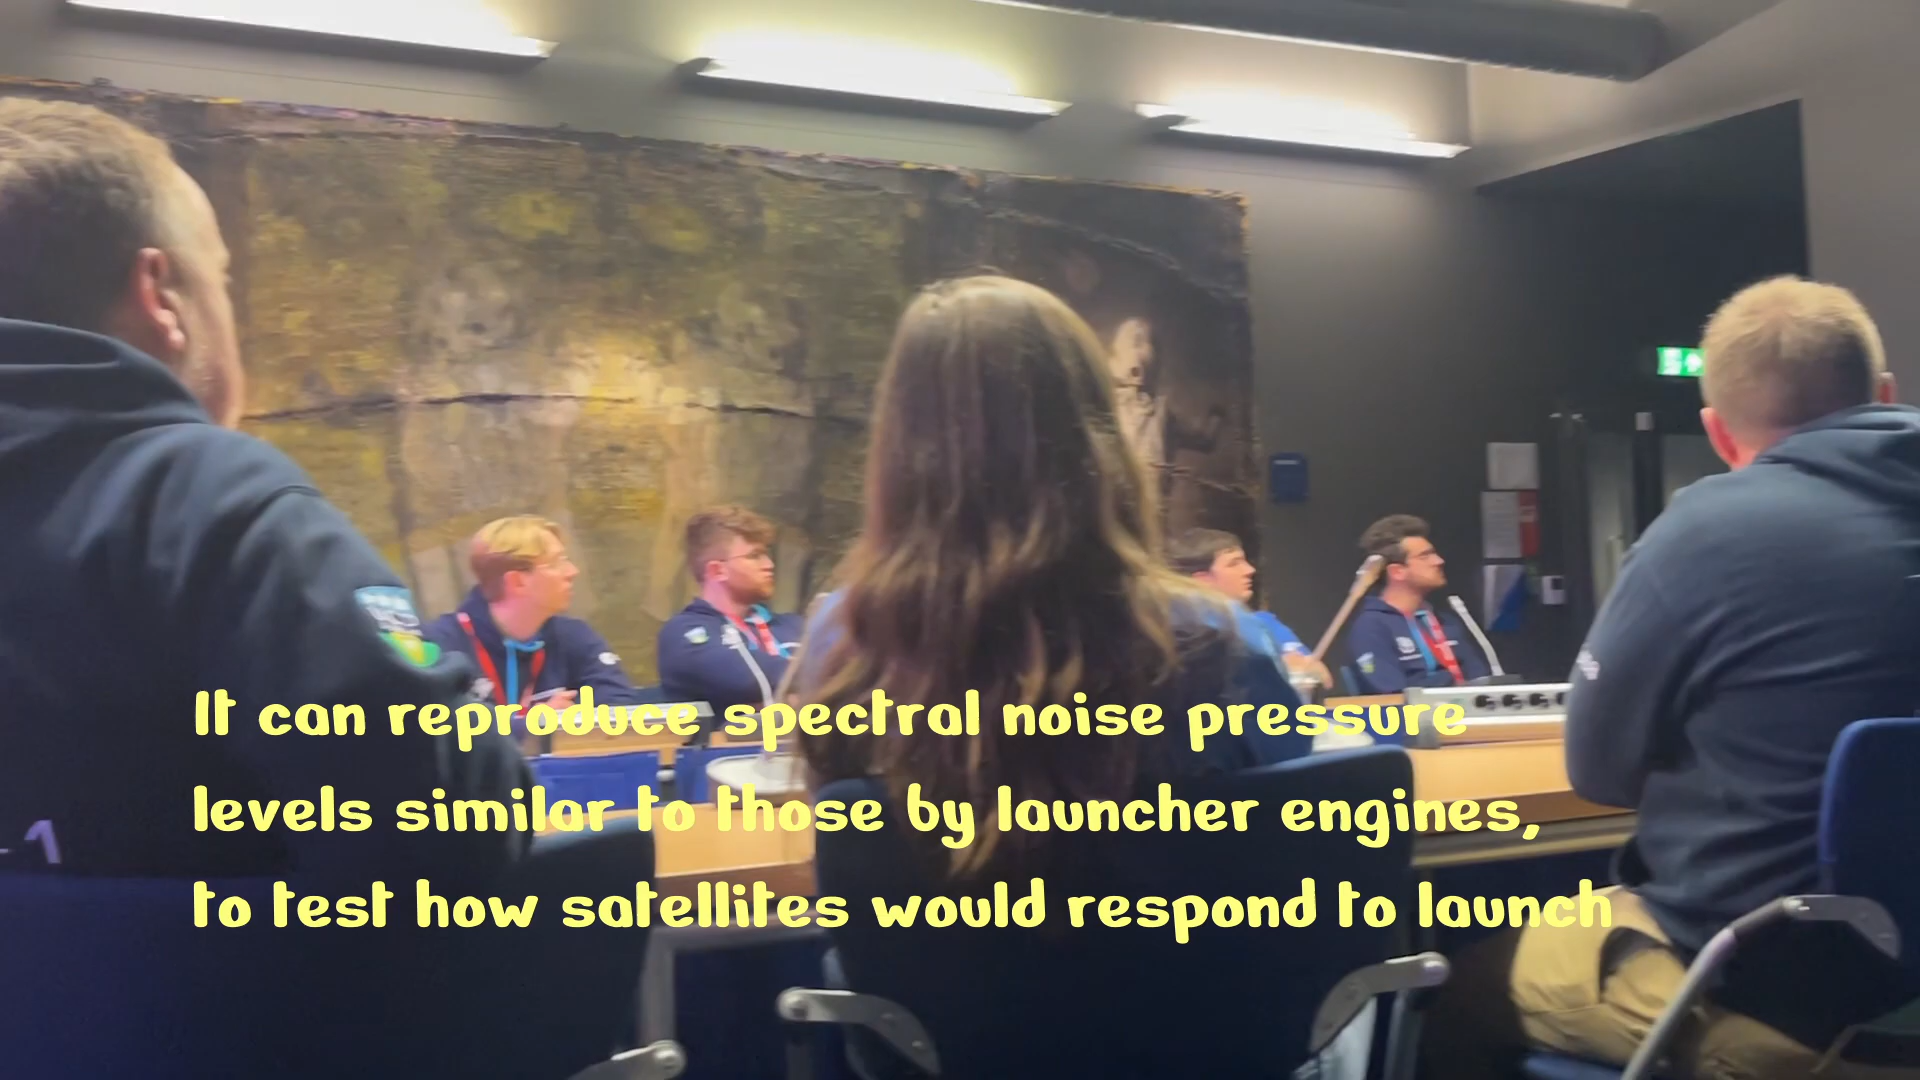 It can reproduce spectral noise pressure
levels similar to those by launcher engines,
to test how satellites would respond to launch